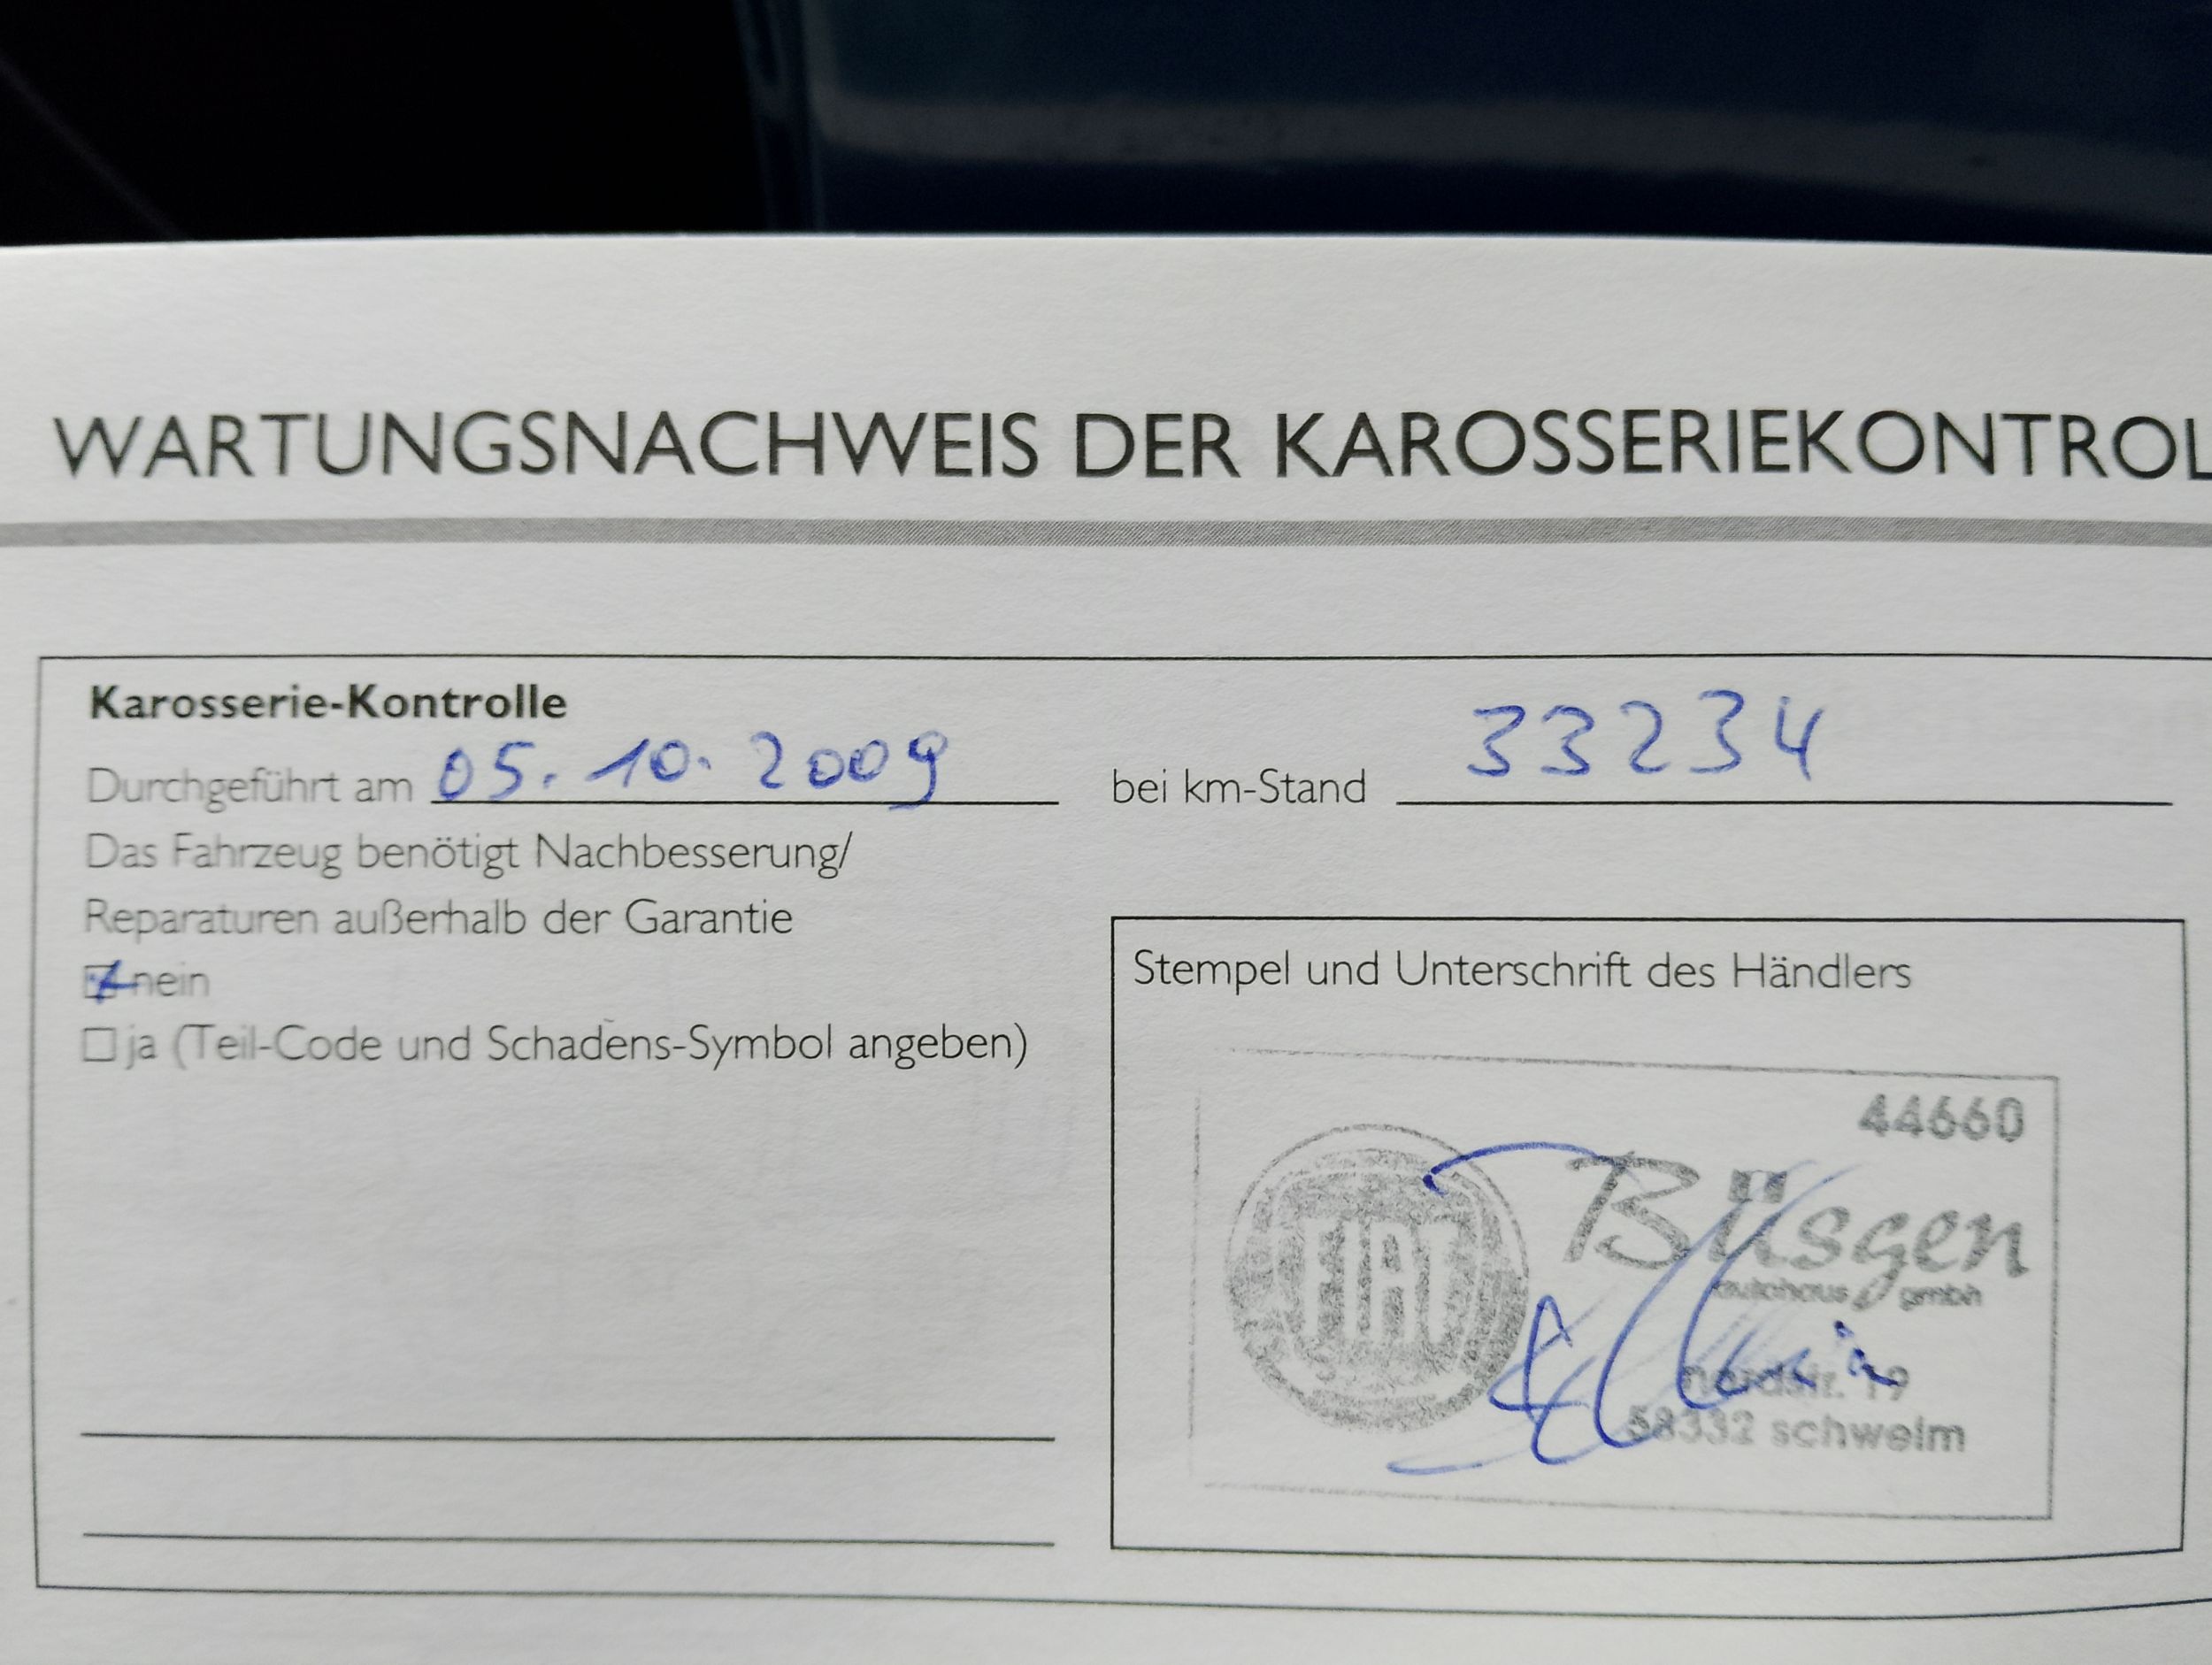 WARTUNGSNACHWEIS DER KAROSSERIEKONTROL
Karosserie-Kontrolle
Durchgeführt am 05.10.2009 bei km-Stand 33234
Das Fahrzeug benötigt Nachbesserung/
Reparaturen außerhalb der Garantie
nein
ja (Teil-Code und Schadens-Symbol angeben)
Stempel und Unterschrift des Händlers
44660
FIAT
Büsgen
autohaus gmbh
nordstr. 19
58332 schwelm